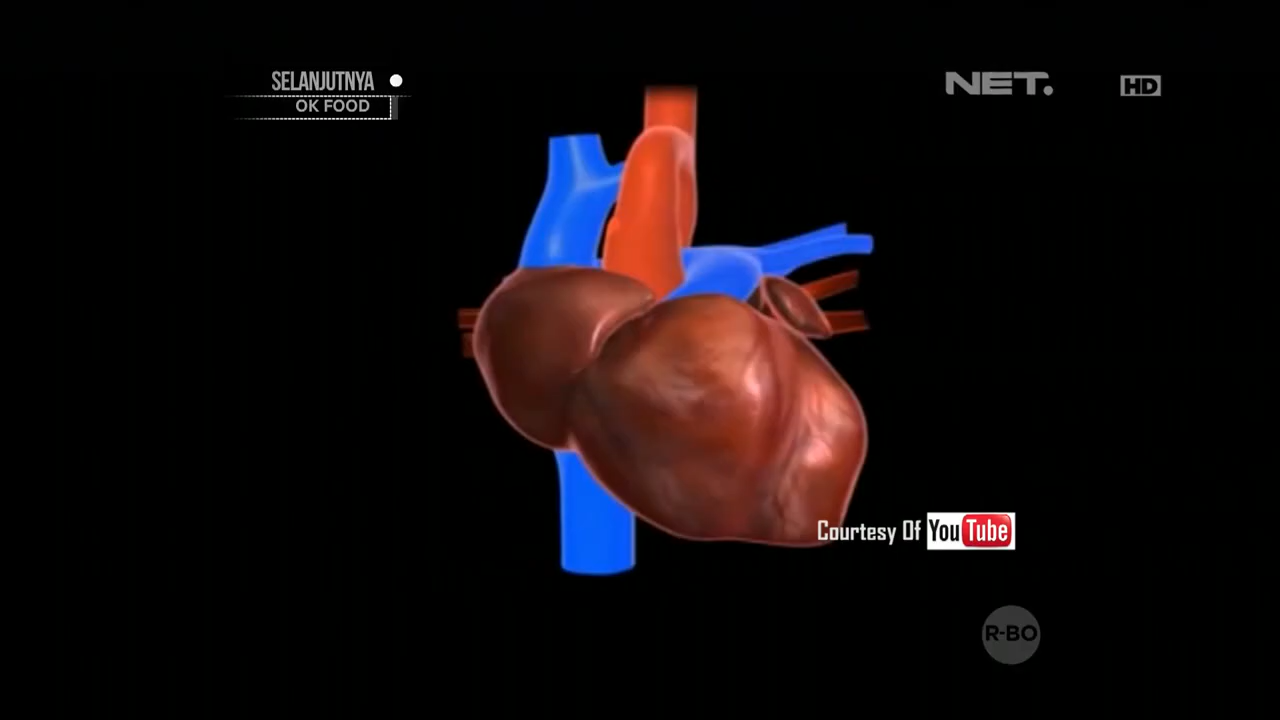 SELANJUTNYA
OK FOOD
NET.
HD
Courtesy Of YouTube
R-BO